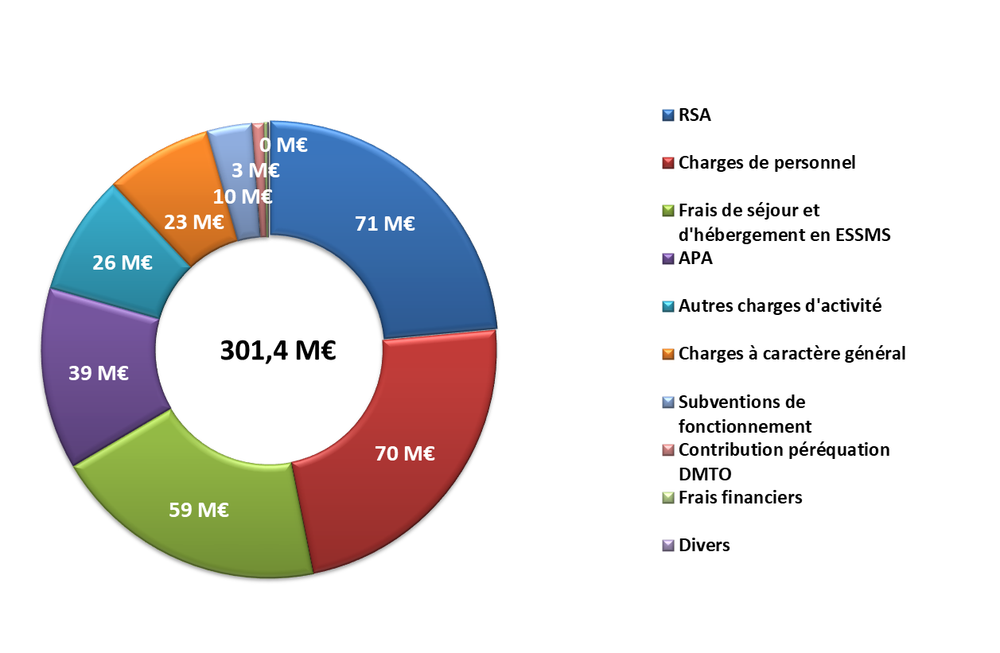 0 M€
3 M€
10 M€
23 M€
71 M€
26 M€
301,4 M€
39 M€
70 M€
59 M€
RSA
Charges de personnel
Frais de séjour et
d'hébergement en ESSMS
APA
Autres charges d'activité
Charges à caractère général
Subventions de
fonctionnement
Contribution péréquation
DMTO
Frais financiers
Divers